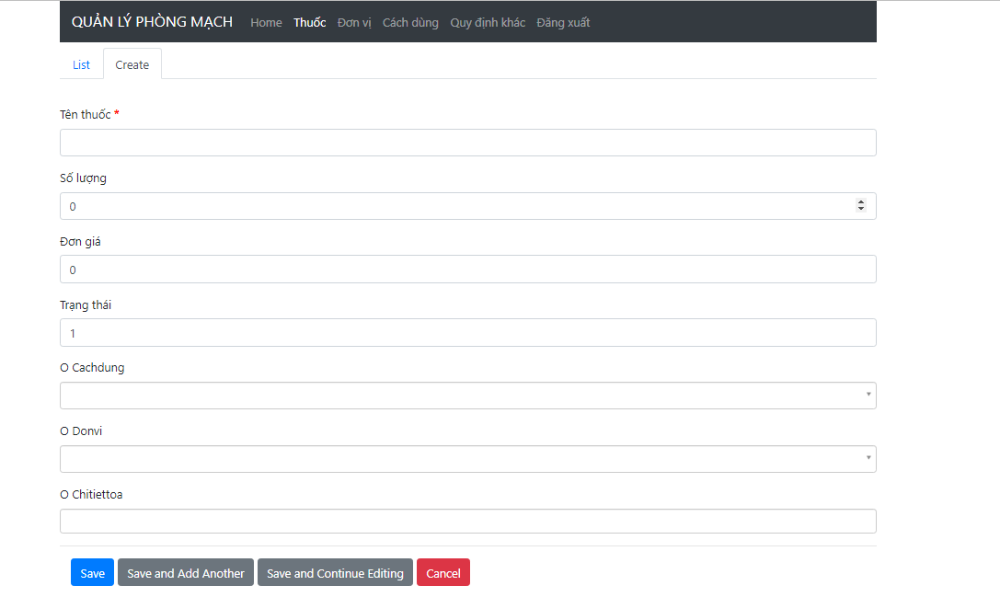 QUẢN LÝ PHÒNG MẠCH Home Thuốc Đơn vị Cách dùng Quy định khác Đăng xuất
List Create
Tên thuốc *
Số lượng
0
Đơn giá
0
Trạng thái
1
O Cachdung
O Donvi
O Chitiettoa
Save Save and Add Another Save and Continue Editing Cancel